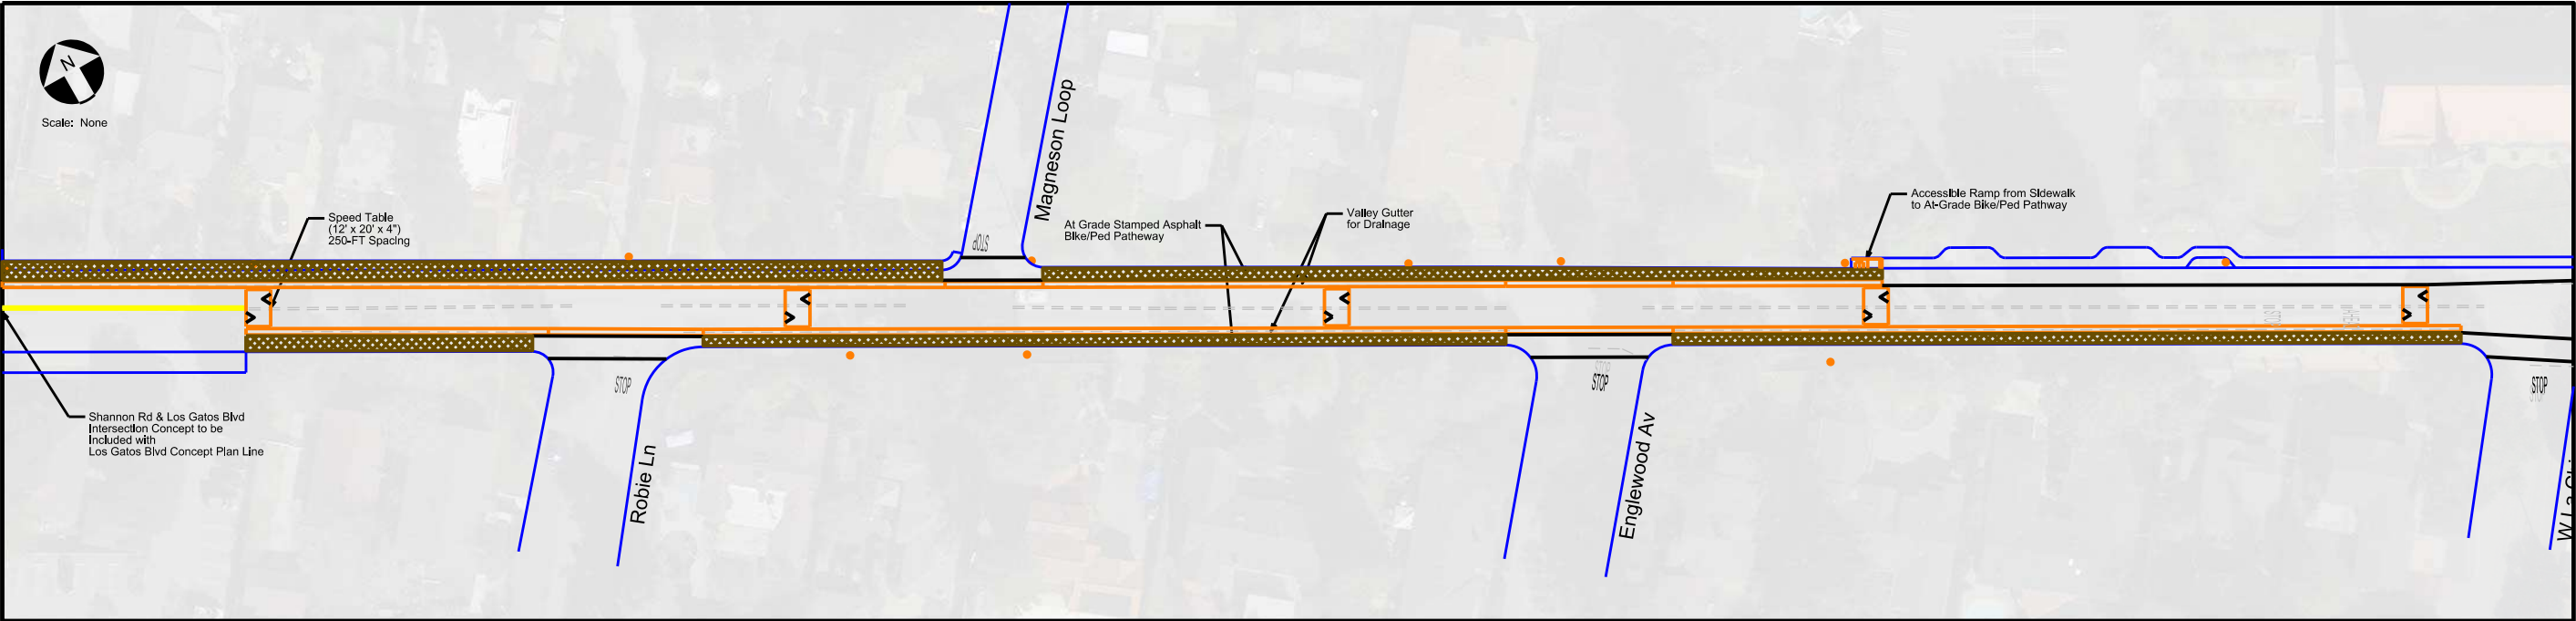 N
Scale: None
Magneson Loop
Speed Table
(12' x 20' x 4")
250-FT Spacing
At Grade Stamped Asphalt
Bike/Ped Patheway
Valley Gutter
for Drainage
Accessible Ramp from Sidewalk
to At-Grade Bike/Ped Pathway
STOP
STOP
STOP
STOP
STOP
STOP
Shannon Rd & Los Gatos Blvd
Intersection Concept to be
Included with
Los Gatos Blvd Concept Plan Line
Robie Ln
Englewood Av